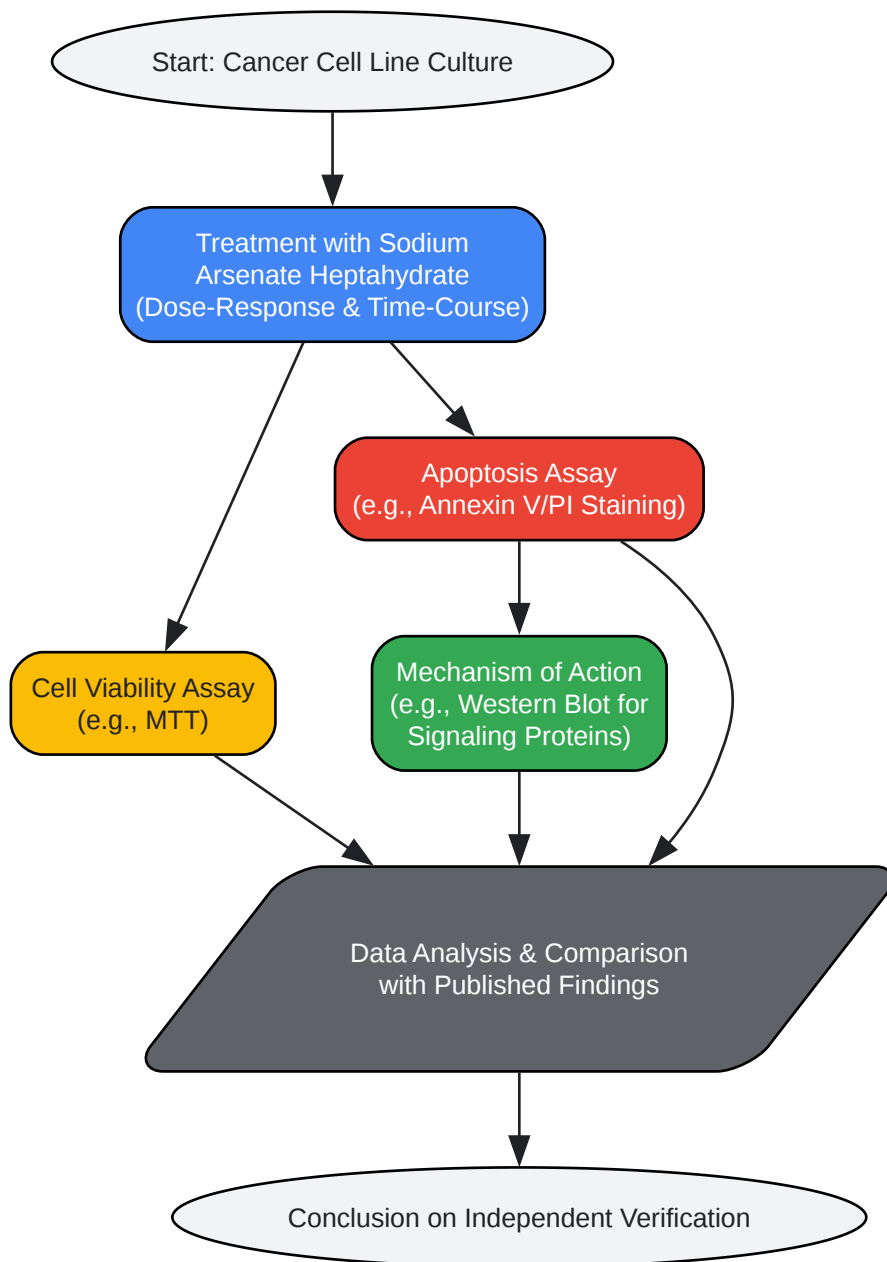 Start: Cancer Cell Line Culture
Treatment with Sodium
Arsenate Heptahydrate
(Dose-Response & Time-Course)
Apoptosis Assay
(e.g., Annexin V/PI Staining)
Cell Viability Assay
(e.g., MTT)
Mechanism of Action
(e.g., Western Blot for
Signaling Proteins)
Data Analysis & Comparison
with Published Findings
Conclusion on Independent Verification